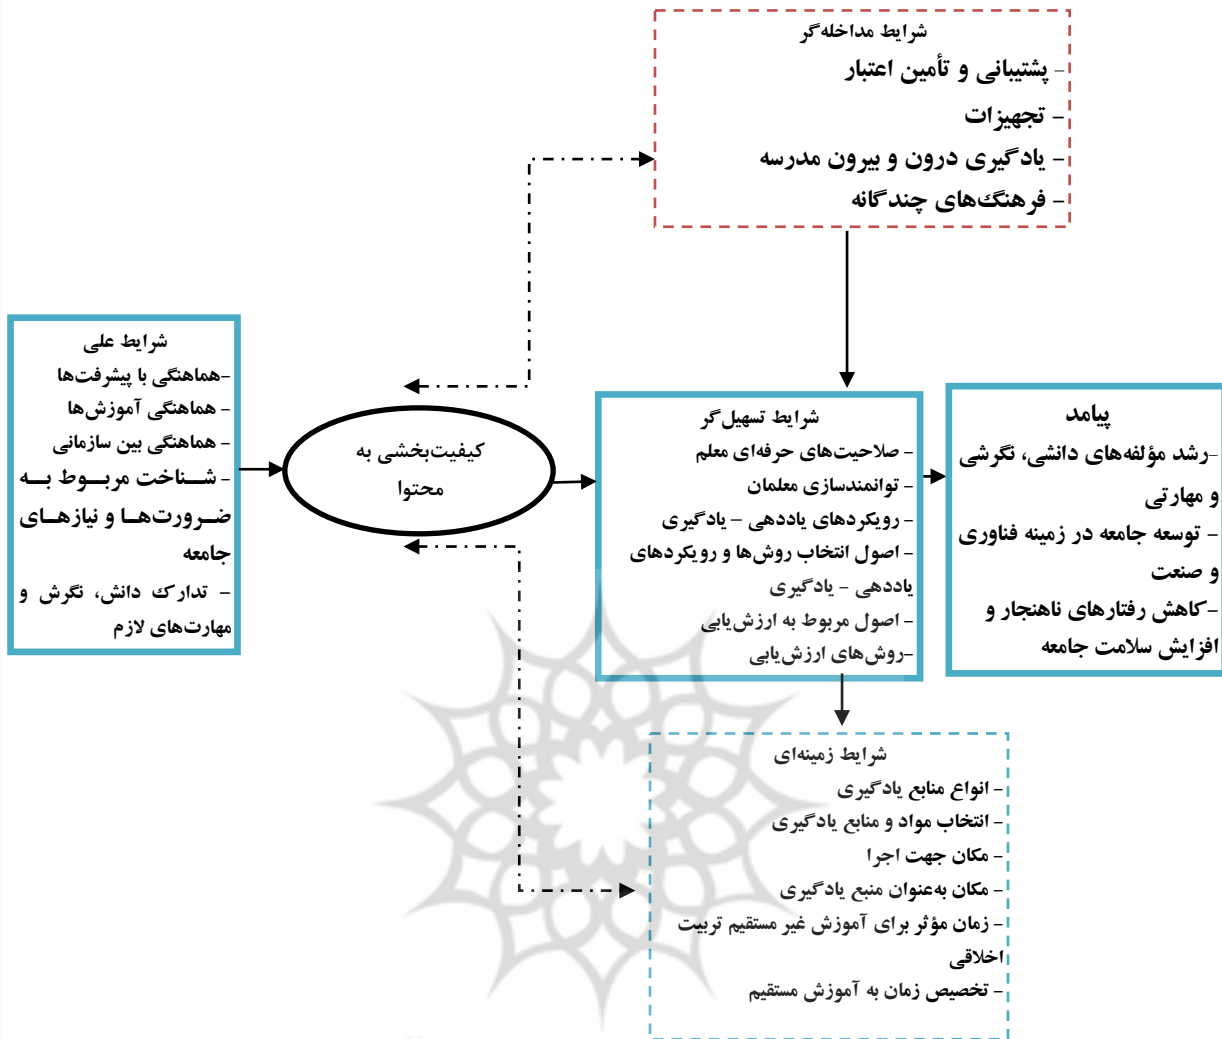 شرایط مداخله‌گر
- پشتیبانی و تأمین اعتبار
- تجهیزات
- یادگیری درون و بیرون مدرسه
- فرهنگ‌های چندگانه
شرایط علی
-هماهنگی با پیشرفت‌ها
- هماهنگی آموزش‌ها
- هماهنگی بین سازمانی
- شــناخت مربــوط بــه
ضــرورت‌هــا و نیازهــای
جامعه
- تدارک دانش، نگرش و
مهارت‌های لازم
کیفیت‌بخشی به
محتوا
شرایط تسهیل‌گر
- صلاحیت‌های حرفه‌ای معلم
- توانمندسازی معلمان
- رویکردهای یاددهی – یادگیری
- اصول انتخاب روش‌ها و رویکردهای
یاددهی – یادگیری
- اصول مربوط به ارزش‌یابی
-روش‌های ارزش‌یابی
پیامد
-رشد مؤلفه‌های دانشی، نگرشی
و مهارتی
- توسعه جامعه در زمینه فناوری
و صنعت
-کاهش رفتارهای ناهنجار و
افزایش سلامت جامعه
شرایط زمینه‌ای
- انواع منابع یادگیری
- انتخاب مواد و منابع یادگیری
- مکان جهت اجرا
- مکان به‌عنوان منبع یادگیری
- زمان مؤثر برای آموزش غیر مستقیم تربیت
اخلاقی
- تخصیص زمان به آموزش مستقیم